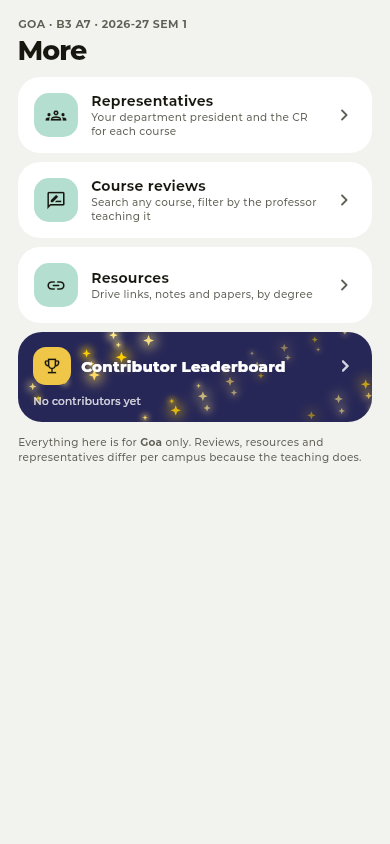 GOA · B3 A7 · 2026-27 SEM 1
More
Representatives
Your department president and the CR
for each course
Course reviews
Search any course, filter by the professor
teaching it
Resources
Drive links, notes and papers, by degree
Contributor Leaderboard
No contributors yet
Everything here is for Goa only. Reviews, resources and
representatives differ per campus because the teaching does.